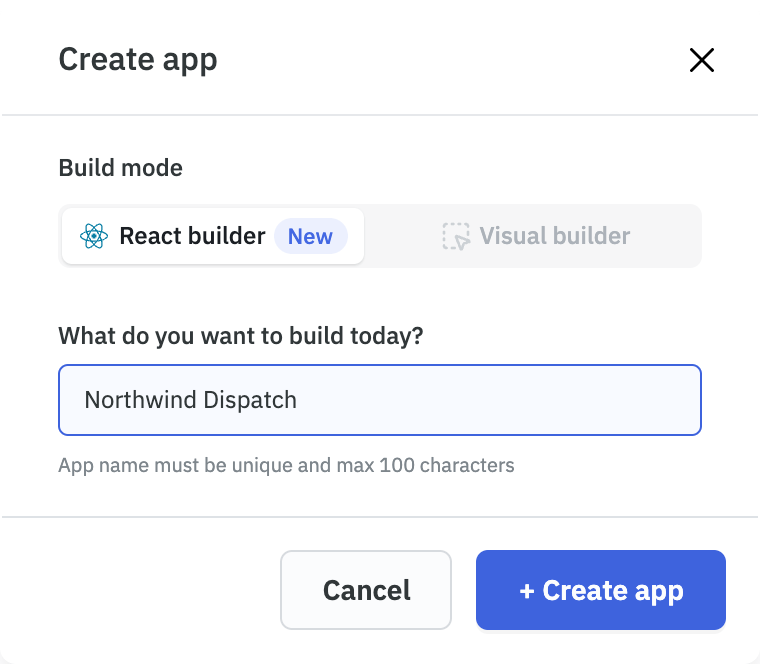 Create app
Build mode
React builder New Visual builder
What do you want to build today?
Northwind Dispatch
App name must be unique and max 100 characters
Cancel + Create app